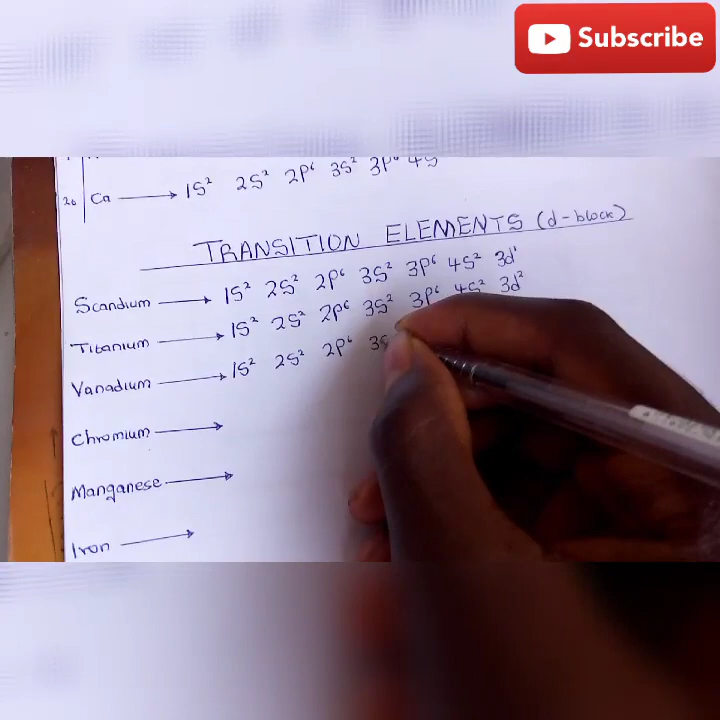 Subscribe
20 Ca → 1S² 2S² 2P⁶ 3S² 3P⁶ 4S
TRANSITION ELEMENTS (d-block)
Scandium → 1S² 2S² 2P⁶ 3S² 3P⁶ 4S² 3d¹
Titanium → 1S² 2S² 2P⁶ 3S² 3P⁶ 4S² 3d²
Vanadium → 1S² 2S² 2P⁶ 3S
Chromium →
Manganese →
Iron →